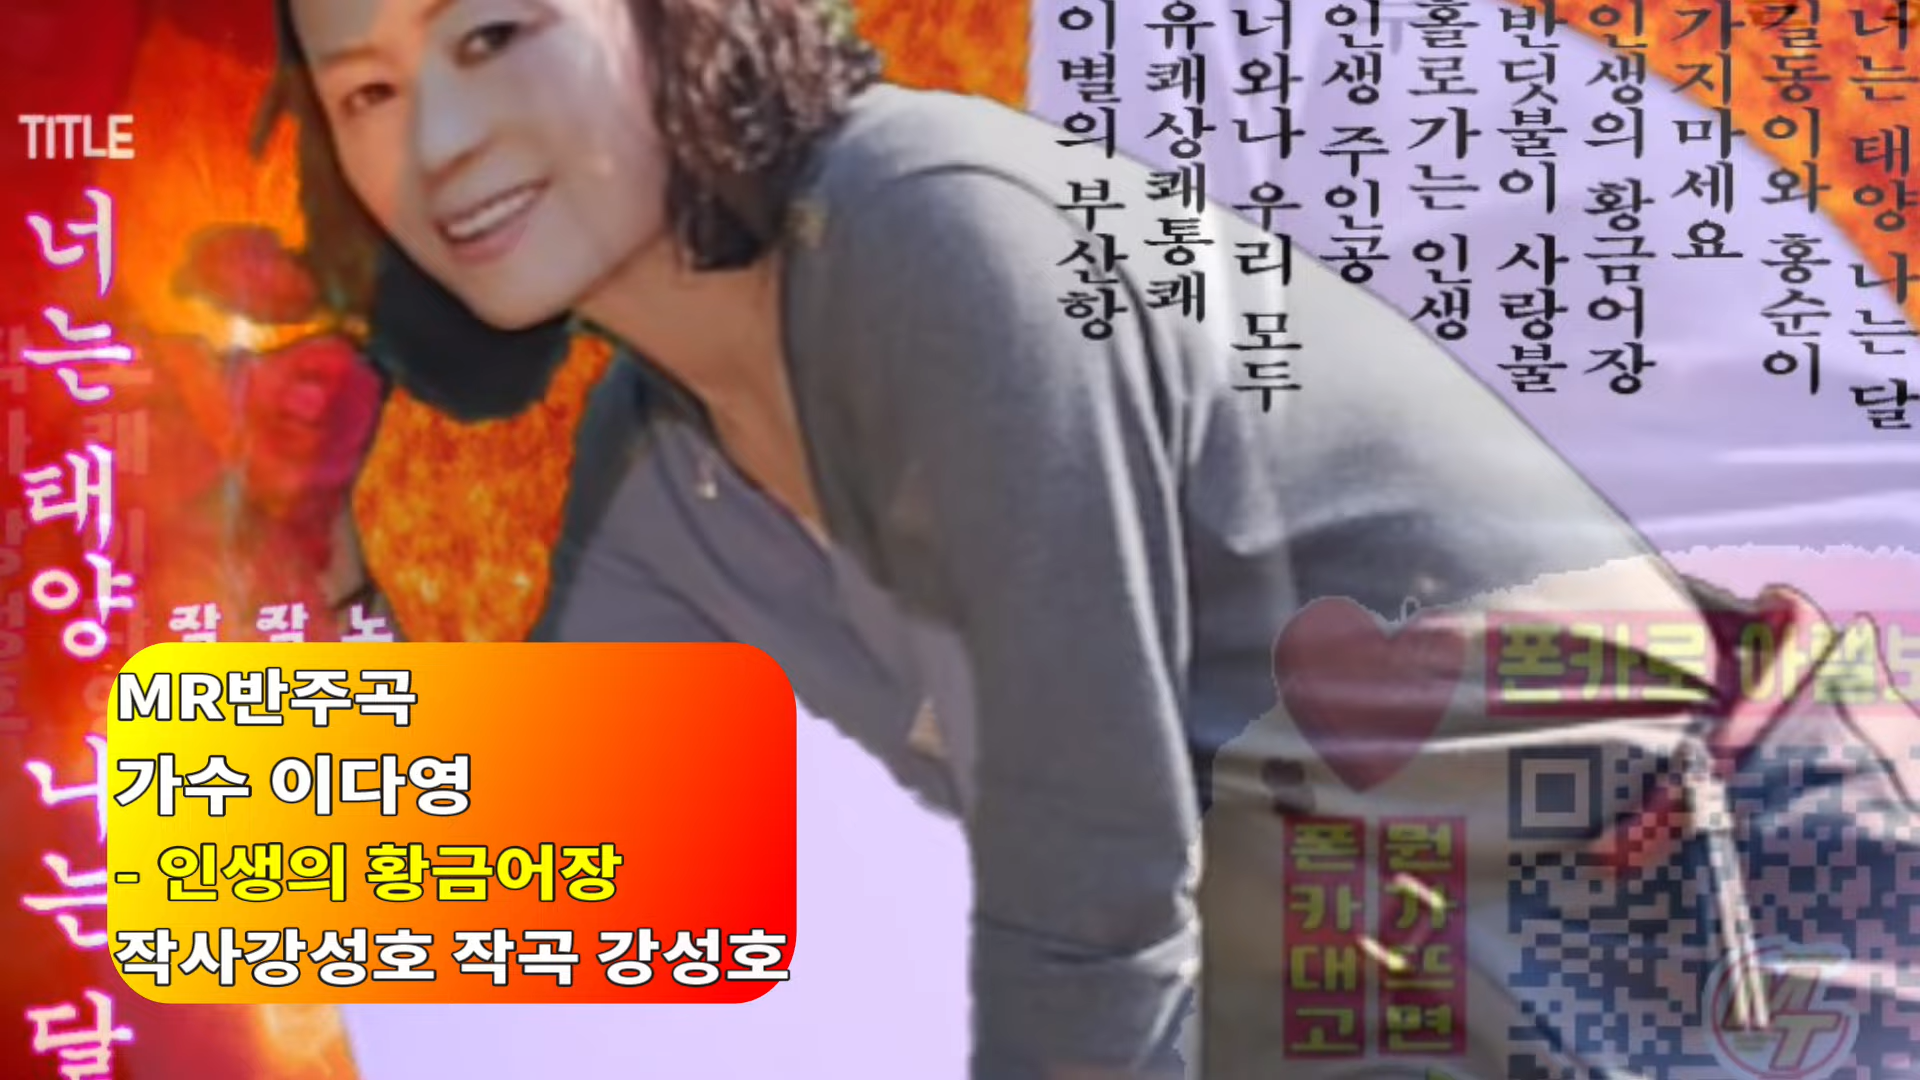 TITLE
너는 태양 나는 달
작 작 노
MR반주곡
가수 이다영
- 인생의 황금어장
작사강성호 작곡 강성호
너는 태양 나는 달
길동이와 홍순이
가지마세요
인생의 황금어장
반딧불이 사랑불
홀로가는 인생
인생 주인공
너와나 우리 모두
유쾌상쾌통쾌
이별의 부산항
폰카로
폰카대고
뭔가뜨면
MT